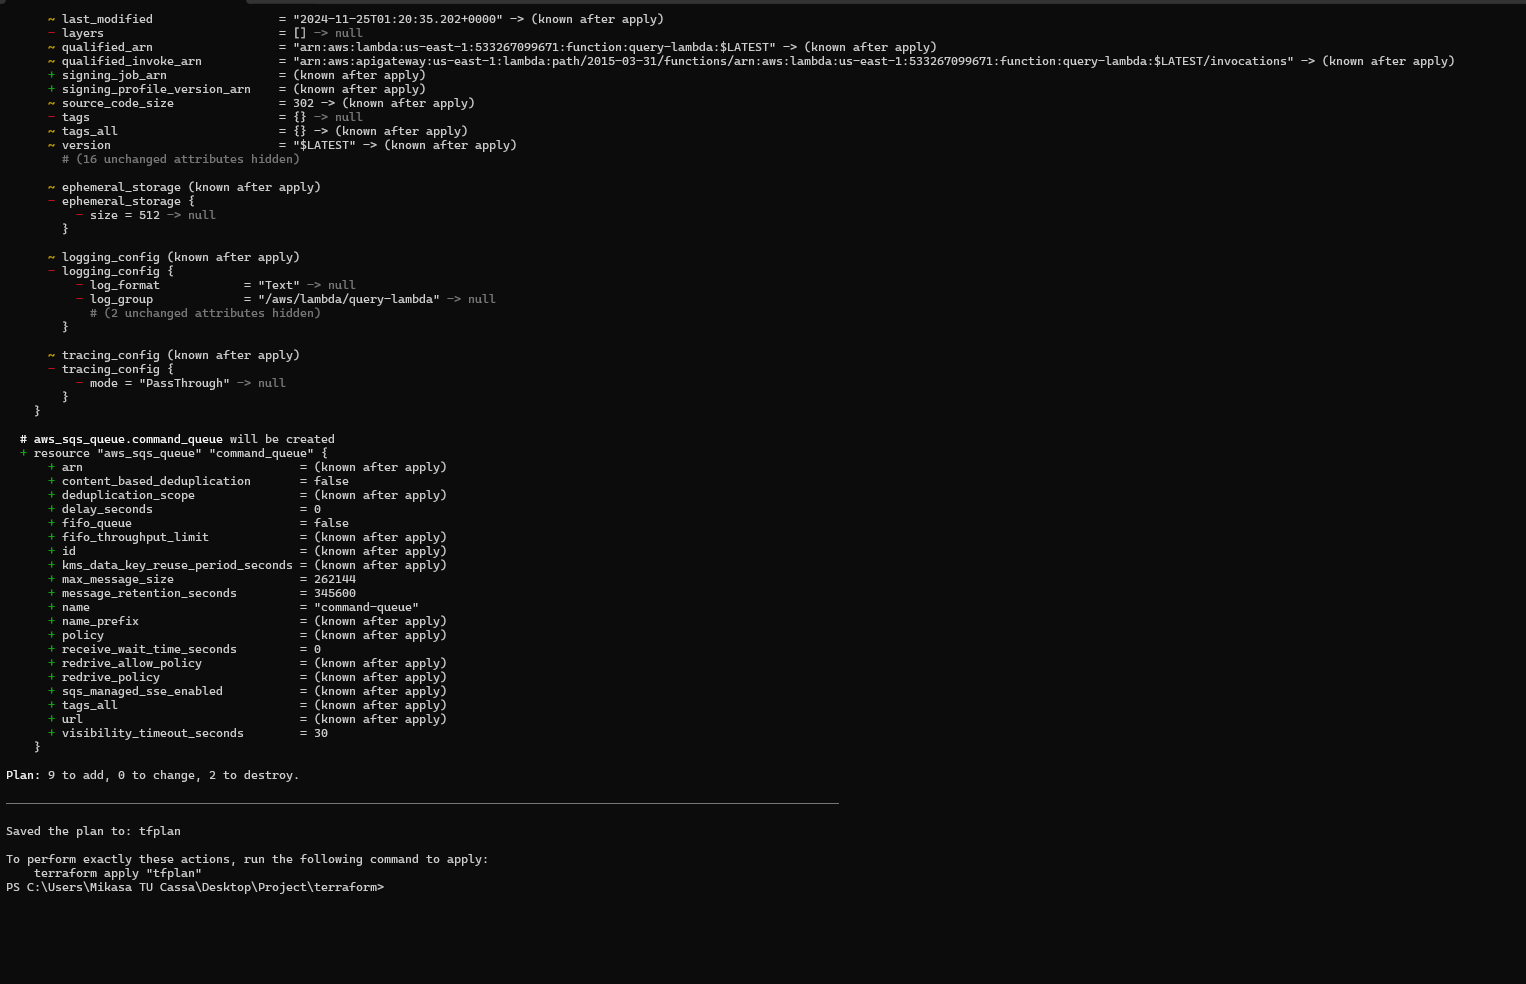 ~ last_modified = "2024-11-25T01:20:35.202+0000" -> (known after apply)
- layers = [] -> null
~ qualified_arn = "arn:aws:lambda:us-east-1:533267099671:function:query-lambda:$LATEST" -> (known after apply)
~ qualified_invoke_arn = "arn:aws:apigateway:us-east-1:lambda:path/2015-03-31/functions/arn:aws:lambda:us-east-1:533267099671:function:query-lambda:$LATEST/invocations" -> (known after apply)
+ signing_job_arn = (known after apply)
+ signing_profile_version_arn = (known after apply)
~ source_code_size = 302 -> (known after apply)
- tags = {} -> null
~ tags_all = {} -> (known after apply)
~ version = "$LATEST" -> (known after apply)
# (16 unchanged attributes hidden)
~ ephemeral_storage (known after apply)
- ephemeral_storage {
- size = 512 -> null
}
~ logging_config (known after apply)
- logging_config {
- log_format = "Text" -> null
- log_group = "/aws/lambda/query-lambda" -> null
# (2 unchanged attributes hidden)
}
~ tracing_config (known after apply)
- tracing_config {
- mode = "PassThrough" -> null
}
}
# aws_sqs_queue.command_queue will be created
+ resource "aws_sqs_queue" "command_queue" {
+ arn = (known after apply)
+ content_based_deduplication = false
+ deduplication_scope = (known after apply)
+ delay_seconds = 0
+ fifo_queue = false
+ fifo_throughput_limit = (known after apply)
+ id = (known after apply)
+ kms_data_key_reuse_period_seconds = (known after apply)
+ max_message_size = 262144
+ message_retention_seconds = 345600
+ name = "command-queue"
+ name_prefix = (known after apply)
+ policy = (known after apply)
+ receive_wait_time_seconds = 0
+ redrive_allow_policy = (known after apply)
+ redrive_policy = (known after apply)
+ sqs_managed_sse_enabled = (known after apply)
+ tags_all = (known after apply)
+ url = (known after apply)
+ visibility_timeout_seconds = 30
}
Plan: 9 to add, 0 to change, 2 to destroy.
Saved the plan to: tfplan
To perform exactly these actions, run the following command to apply:
terraform apply "tfplan"
PS C:\Users\Mikasa TU Cassa\Desktop\Project\terraform>